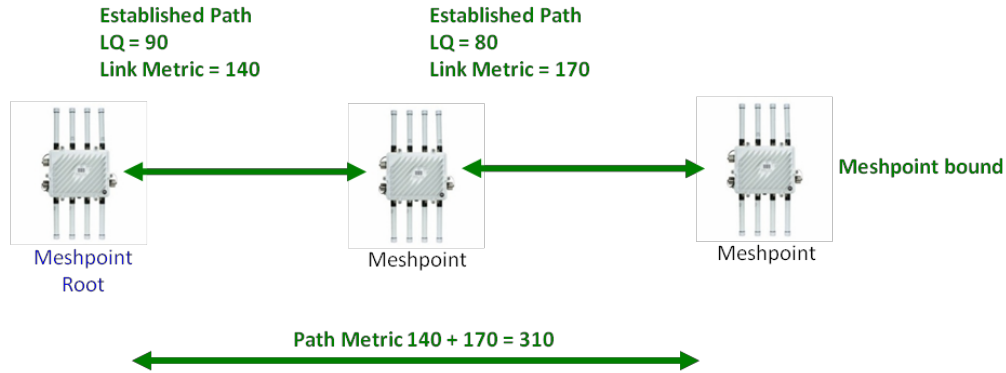 Established Path
LQ = 90
Link Metric = 140
Established Path
LQ = 80
Link Metric = 170
Meshpoint bound
Meshpoint
Root
Meshpoint
Meshpoint
Path Metric 140 + 170 = 310